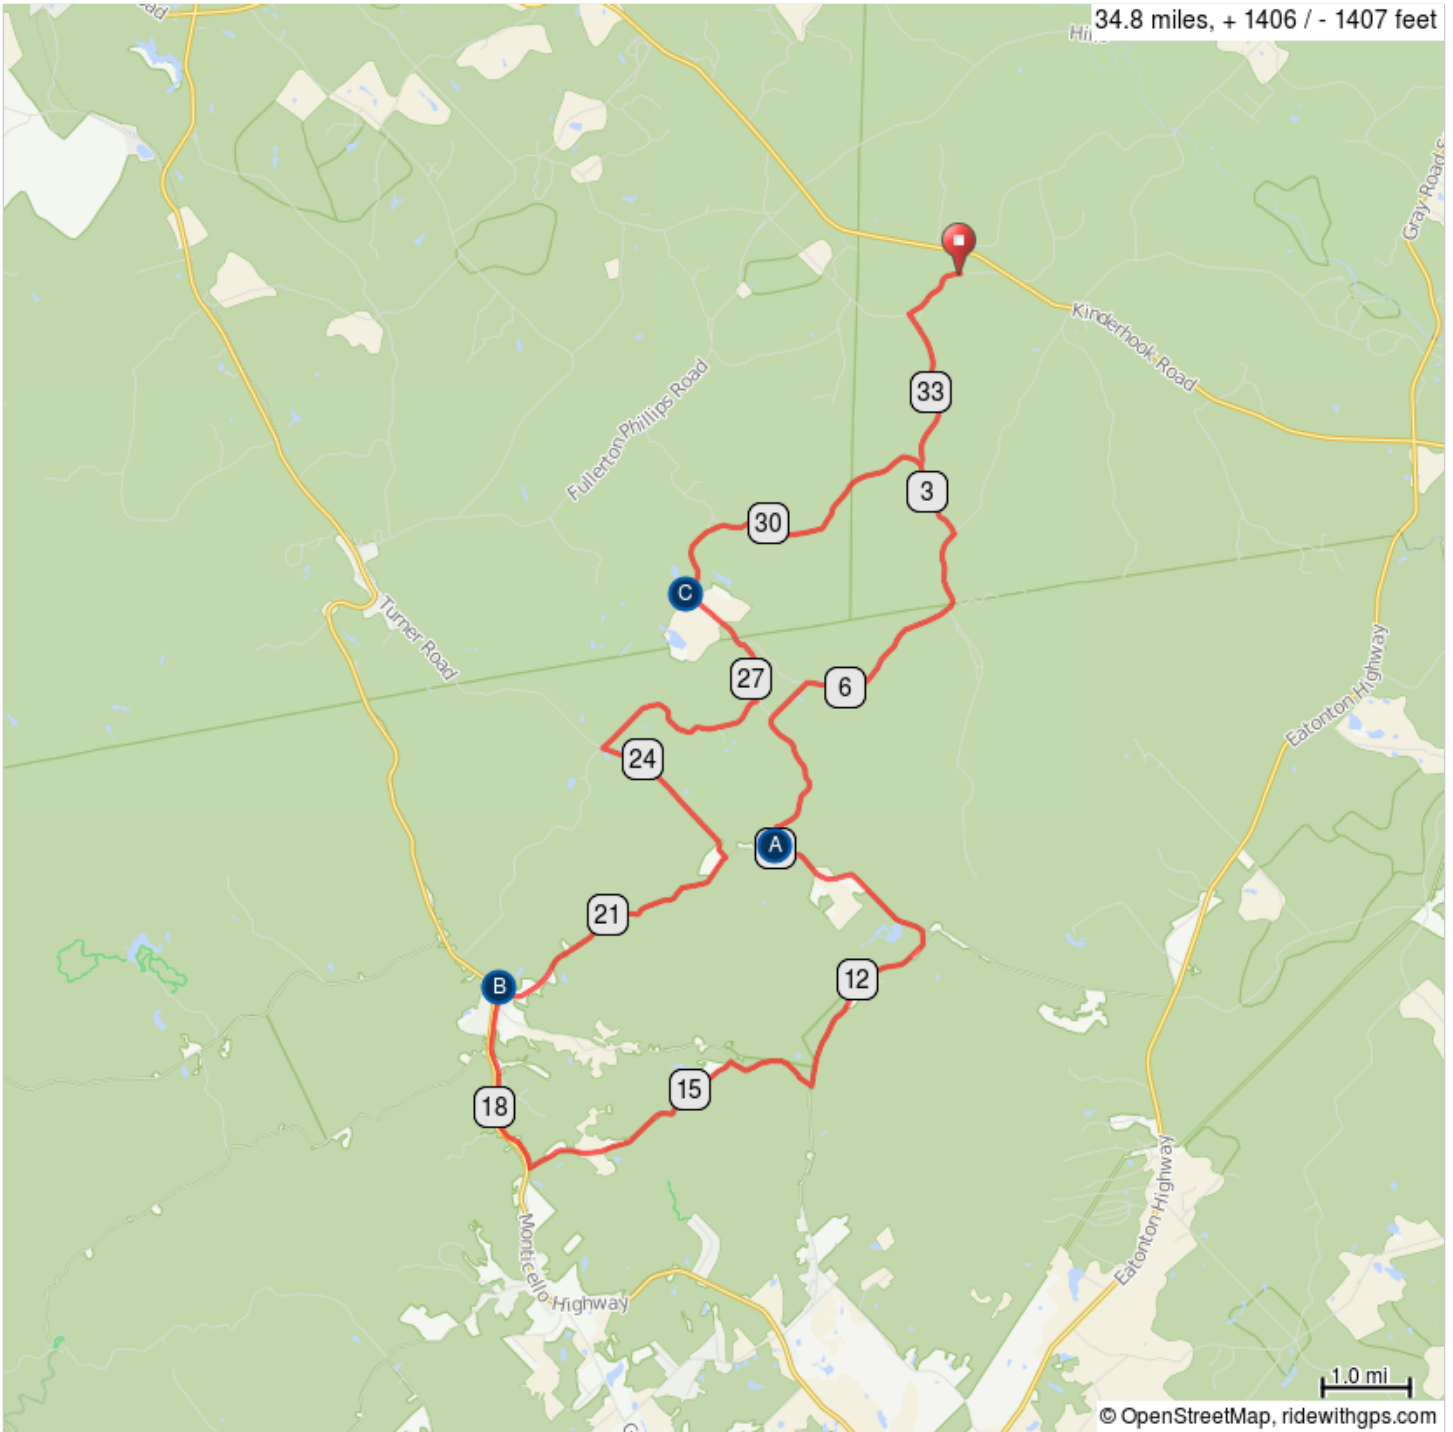 ad
34.8 miles, + 1406 / - 1407 feet
Gray Road S
Kinderhook Road
33
Fullerton Phillips Road
3
30
C
Turner Road
27
6
Eatonton Highway
24
A
21
12
B
15
18
Eatonton Highway
Monticello Highway
1.0 mi
© OpenStreetMap, ridewithgps.com